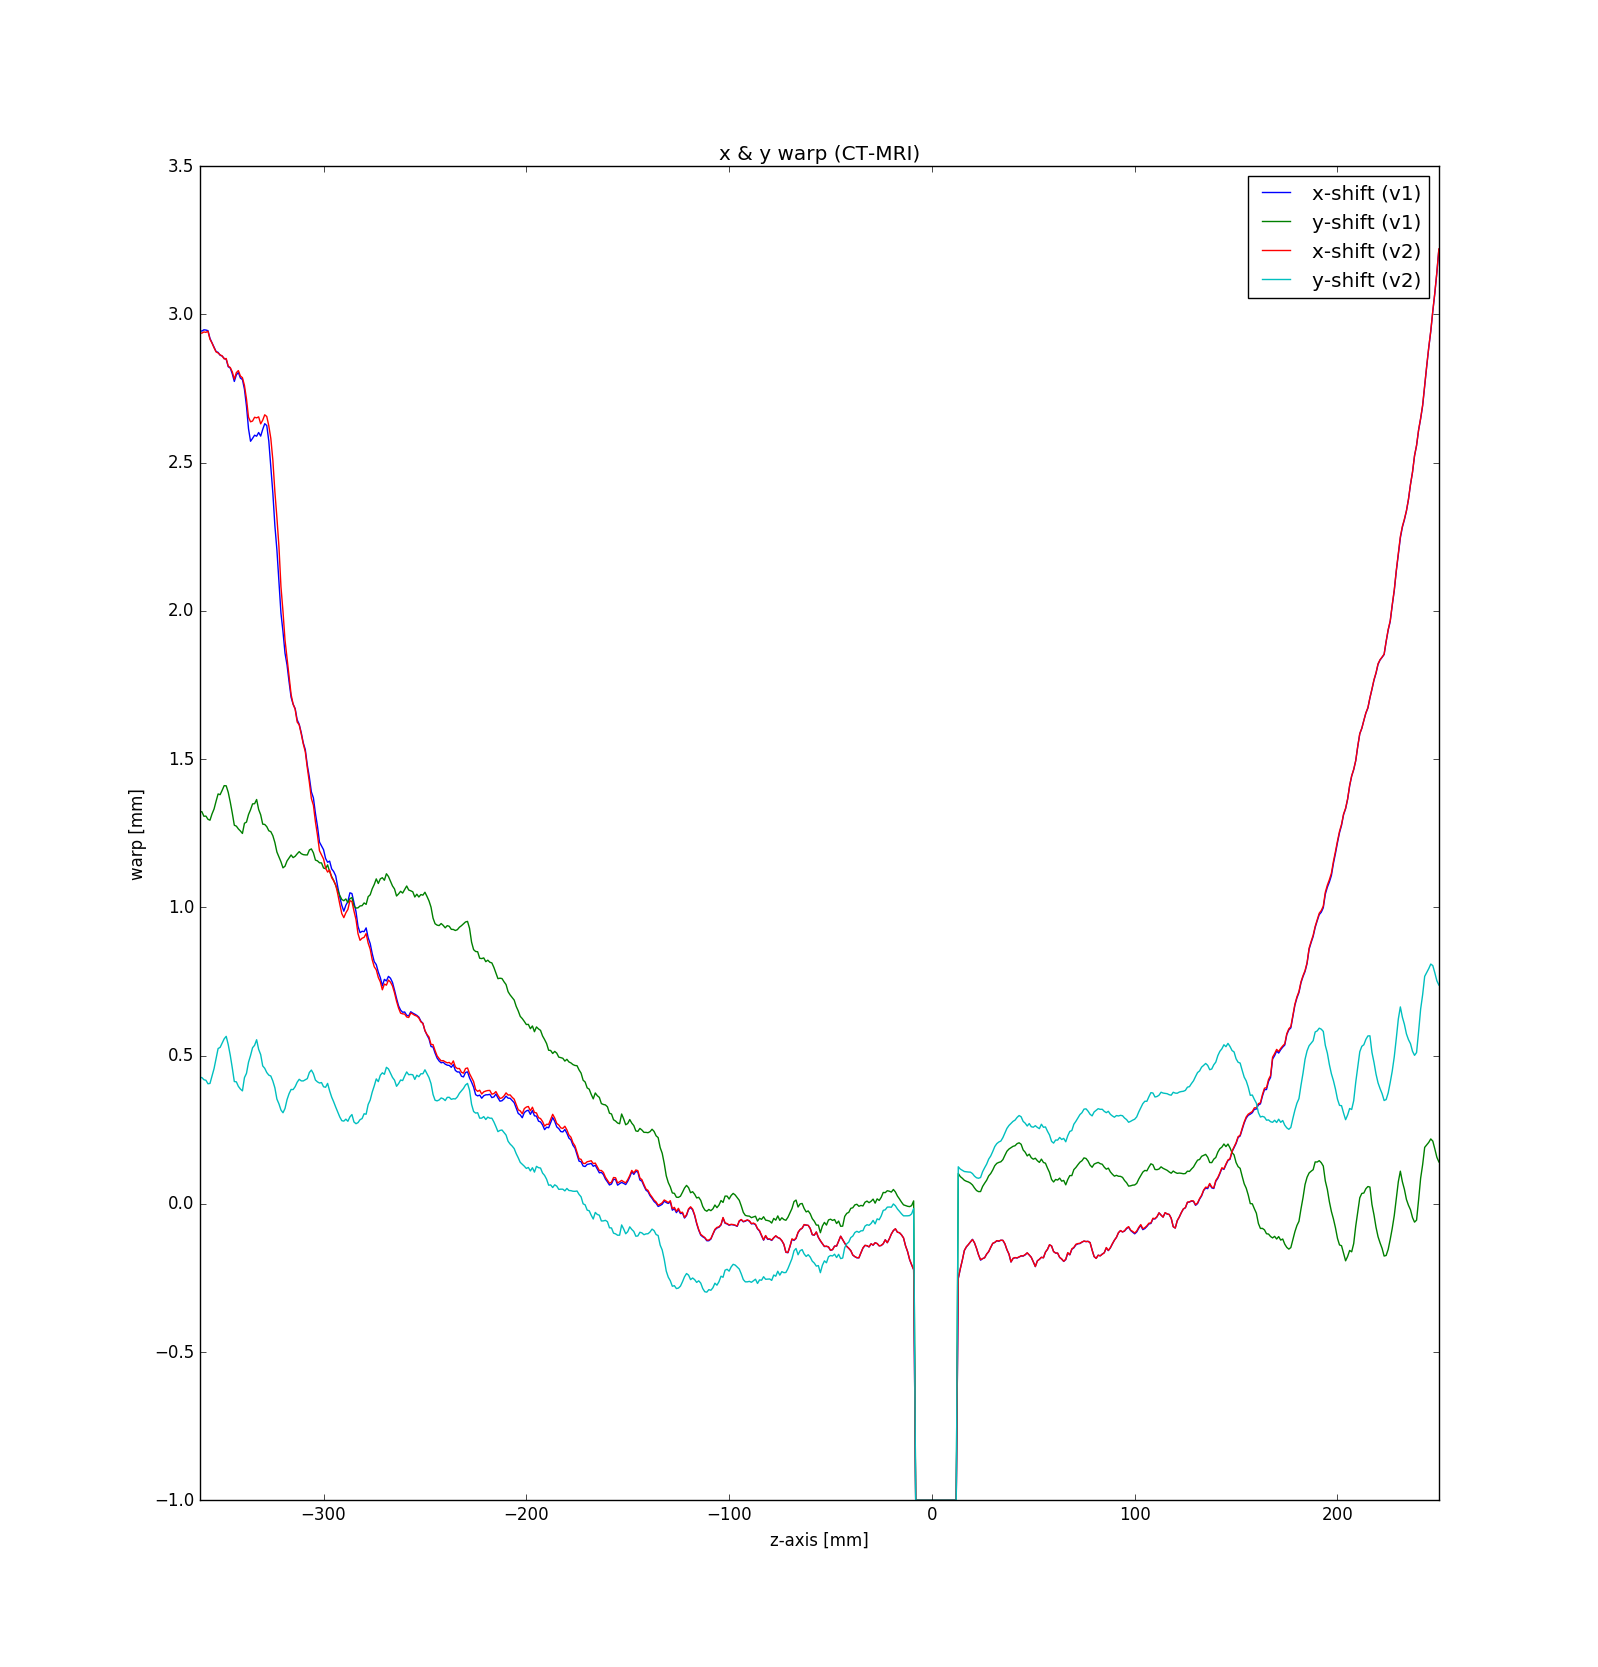 x & y warp (CT-MRI)
3.5
x-shift (v1)
y-shift (v1)
x-shift (v2)
y-shift (v2)
3.0
2.5
2.0
1.5
1.0
0.5
0.0
−0.5
−1.0
warp [mm]
−300 −200 −100 0 100 200
z-axis [mm]